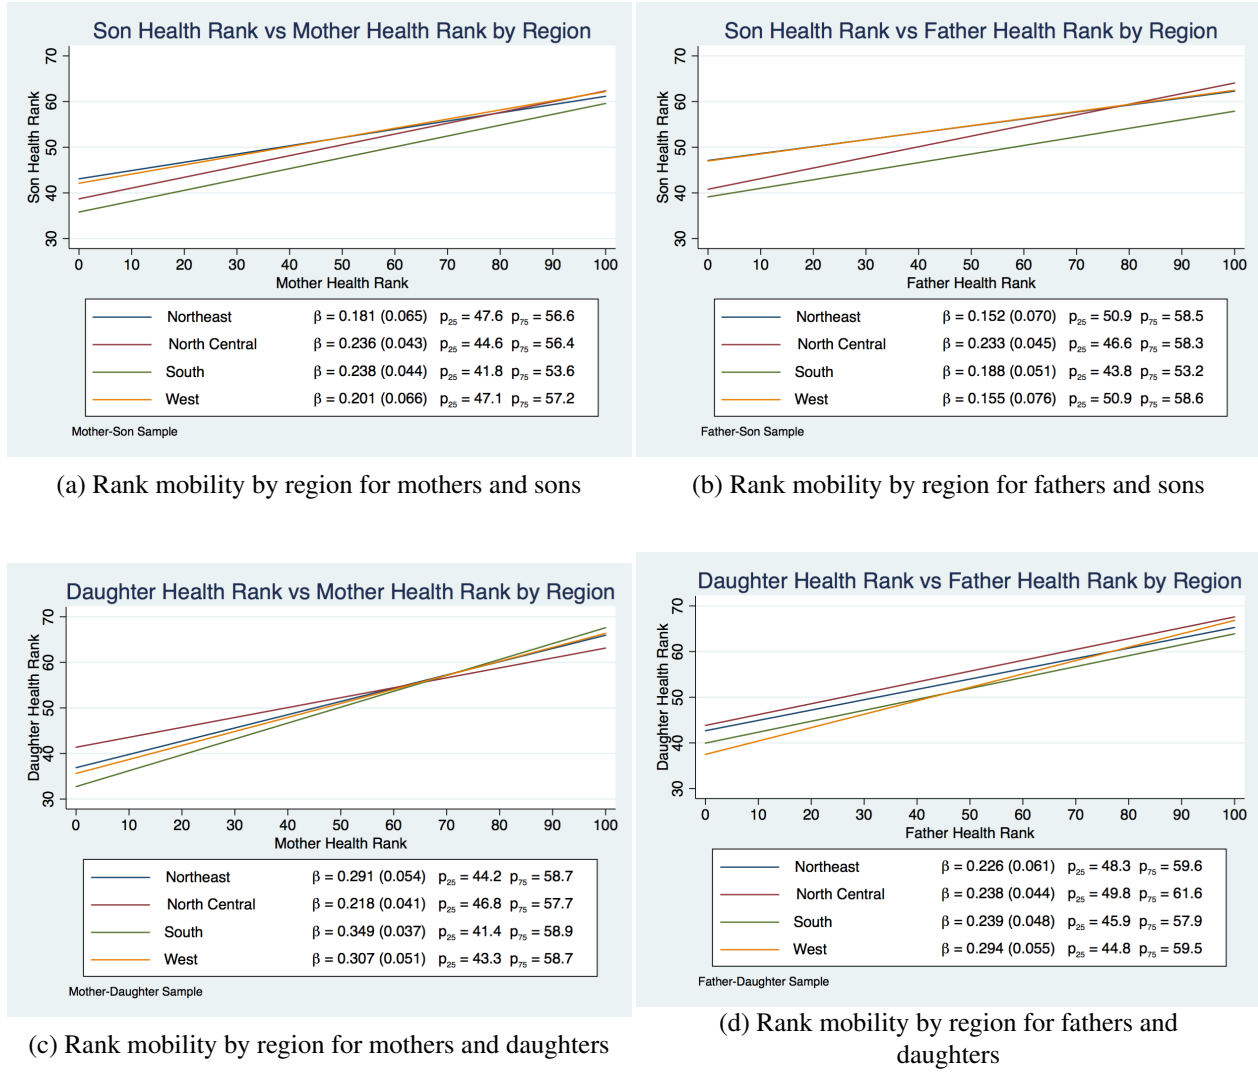 Son Health Rank vs Mother Health Rank by Region
Son Health Rank
70
60
50
40
30
0 10 20 30 40 50 60 70 80 90 100
Mother Health Rank
Northeast β = 0.181 (0.065) p25 = 47.6 p75 = 56.6
North Central β = 0.236 (0.043) p25 = 44.6 p75 = 56.4
South β = 0.238 (0.044) p25 = 41.8 p75 = 53.6
West β = 0.201 (0.066) p25 = 47.1 p75 = 57.2
Mother-Son Sample
(a) Rank mobility by region for mothers and sons
Son Health Rank vs Father Health Rank by Region
Son Health Rank
70
60
50
40
30
0 10 20 30 40 50 60 70 80 90 100
Father Health Rank
Northeast β = 0.152 (0.070) p25 = 50.9 p75 = 58.5
North Central β = 0.233 (0.045) p25 = 46.6 p75 = 58.3
South β = 0.188 (0.051) p25 = 43.8 p75 = 53.2
West β = 0.155 (0.076) p25 = 50.9 p75 = 58.6
Father-Son Sample
(b) Rank mobility by region for fathers and sons
Daughter Health Rank vs Mother Health Rank by Region
Daughter Health Rank
70
60
50
40
30
0 10 20 30 40 50 60 70 80 90 100
Mother Health Rank
Northeast β = 0.291 (0.054) p25 = 44.2 p75 = 58.7
North Central β = 0.218 (0.041) p25 = 46.8 p75 = 57.7
South β = 0.349 (0.037) p25 = 41.4 p75 = 58.9
West β = 0.307 (0.051) p25 = 43.3 p75 = 58.7
Mother-Daughter Sample
(c) Rank mobility by region for mothers and daughters
Daughter Health Rank vs Father Health Rank by Region
Daughter Health Rank
70
60
50
40
30
0 10 20 30 40 50 60 70 80 90 100
Father Health Rank
Northeast β = 0.226 (0.061) p25 = 48.3 p75 = 59.6
North Central β = 0.238 (0.044) p25 = 49.8 p75 = 61.6
South β = 0.239 (0.048) p25 = 45.9 p75 = 57.9
West β = 0.294 (0.055) p25 = 44.8 p75 = 59.5
Father-Daughter Sample
(d) Rank mobility by region for fathers and
daughters